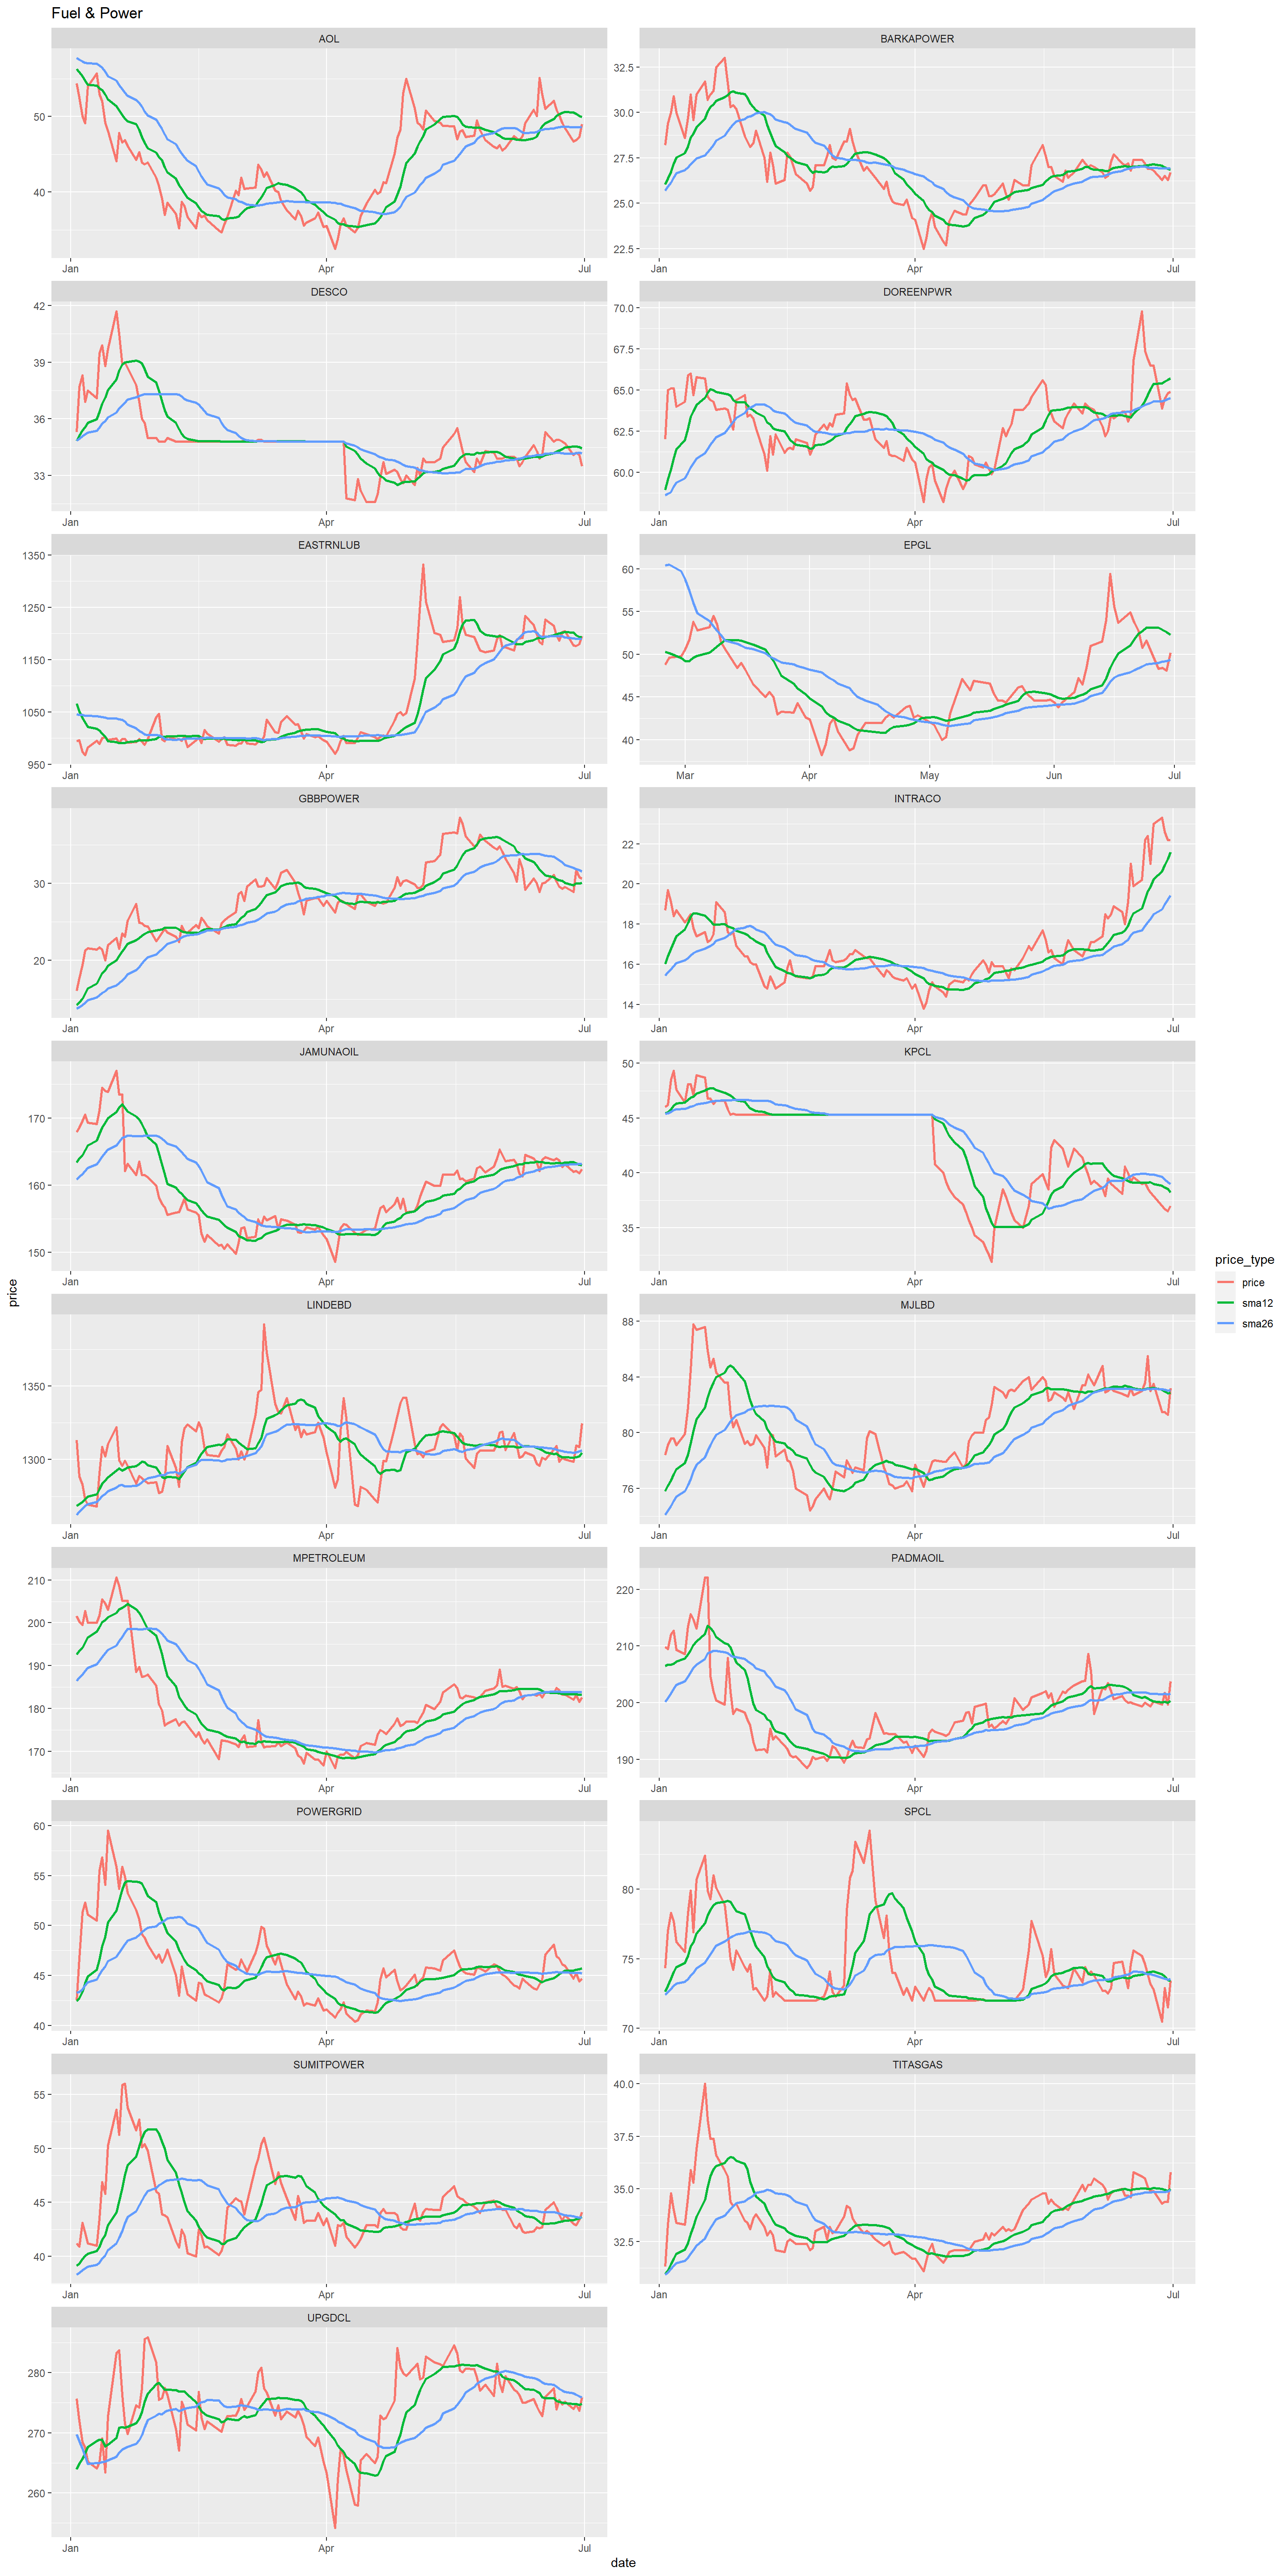 Fuel & Power
AOL
50
40
Jan Apr Jul
BARKAPOWER
32.5
30.0
27.5
25.0
22.5
Jan Apr Jul
DESCO
42
39
36
33
Jan Apr Jul
DOREENPWR
70.0
67.5
65.0
62.5
60.0
Jan Apr Jul
EASTRNLUB
1350
1250
1150
1050
950
Jan Apr Jul
EPGL
60
55
50
45
40
Mar Apr May Jun Jul
GBBPOWER
30
20
Jan Apr Jul
INTRACO
22
20
18
16
14
Jan Apr Jul
JAMUNAOIL
170
160
150
Jan Apr Jul
KPCL
50
45
40
35
Jan Apr Jul
LINDEBD
1350
1300
Jan Apr Jul
MJLBD
88
84
80
76
Jan Apr Jul
MPETROLEUM
210
200
190
180
170
Jan Apr Jul
PADMAOIL
220
210
200
190
Jan Apr Jul
POWERGRID
60
55
50
45
40
Jan Apr Jul
SPCL
80
75
70
Jan Apr Jul
SUMITPOWER
55
50
45
40
Jan Apr Jul
TITASGAS
40.0
37.5
35.0
32.5
Jan Apr Jul
UPGDCL
280
270
260
Jan Apr Jul
price
date
price_type
price
sma12
sma26